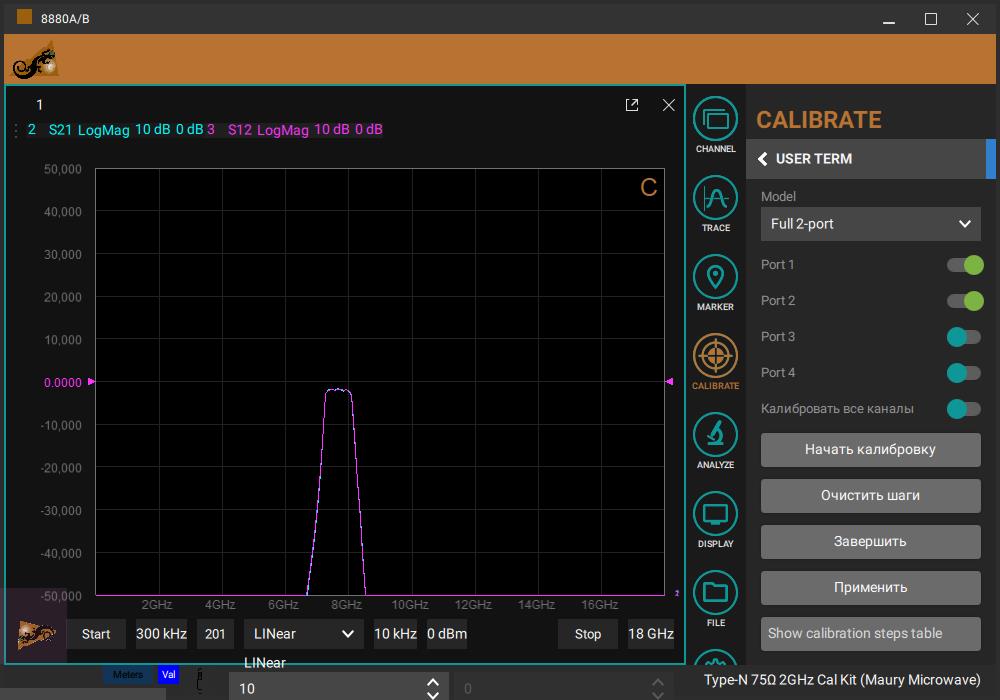 8880A/B
1
2 S21 LogMag 10 dB 0 dB 3 S12 LogMag 10 dB 0 dB
50,000
40,000
30,000
20,000
10,000
0.0000
-10,000
-20,000
-30,000
-40,000
-50,000
C
2GHz 4GHz 6GHz 8GHz 10GHz 12GHz 14GHz 16GHz
Start 300 kHz 201 LINear 10 kHz 0 dBm Stop 18 GHz
LINear
Meters Val
10 0
CHANNEL
TRACE
MARKER
CALIBRATE
ANALYZE
DISPLAY
FILE
CALIBRATE
USER TERM
Model
Full 2-port
Port 1
Port 2
Port 3
Port 4
Калибровать все каналы
Начать калибровку
Очистить шаги
Завершить
Применить
Show calibration steps table
Type-N 75Ω 2GHz Cal Kit (Maury Microwave)